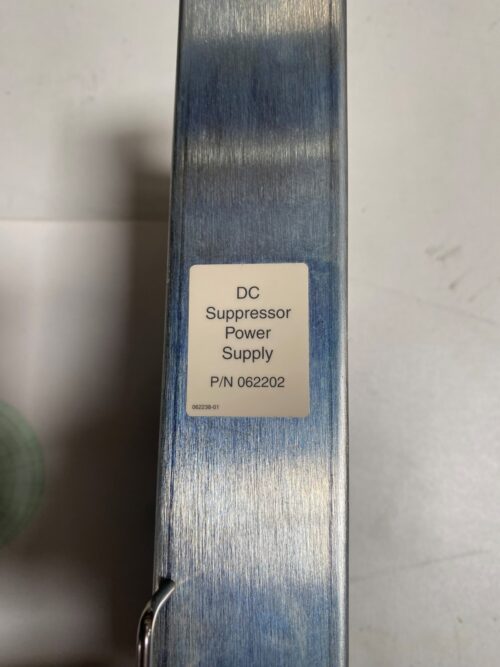 DC
Suppressor
Power
Supply
P/N 062202
062238-01